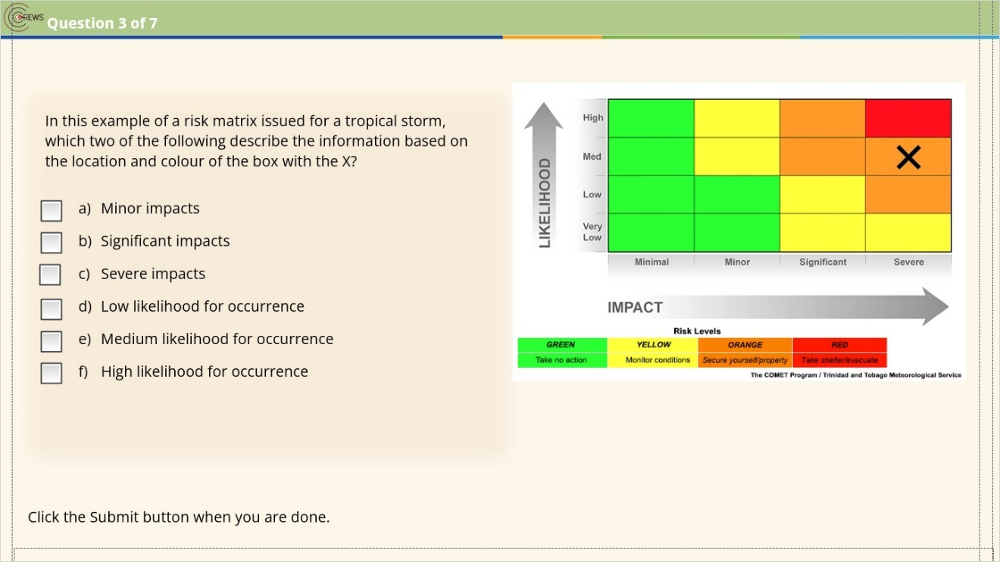 CREWS
Question 3 of 7
In this example of a risk matrix issued for a tropical storm,
which two of the following describe the information based on
the location and colour of the box with the X?
a) Minor impacts
b) Significant impacts
c) Severe impacts
d) Low likelihood for occurrence
e) Medium likelihood for occurrence
f) High likelihood for occurrence
LIKELIHOOD
High
Med
Low
Very
Low
Minimal Minor Significant Severe
IMPACT
Risk Levels
GREEN YELLOW ORANGE RED
Take no action Monitor conditions Secure yourself/property Take shelter/evacuate
The COMET Program / Trinidad and Tobago Meteorological Service
Click the Submit button when you are done.